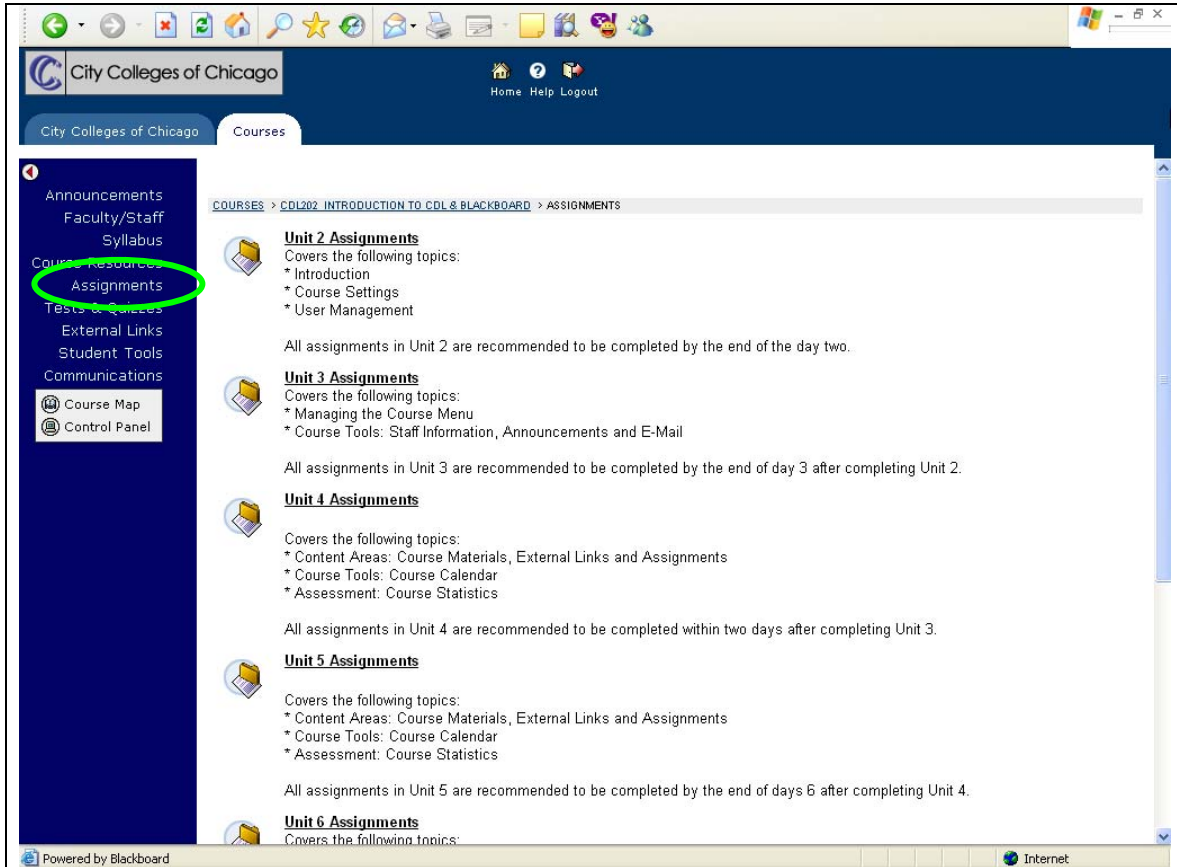 City Colleges of Chicago
Home Help Logout
City Colleges of Chicago
Courses
Announcements
Faculty/Staff
Syllabus
Course Resources
Assignments
Tests & Quizzes
External Links
Student Tools
Communications
Course Map
Control Panel
COURSES > CDL202 INTRODUCTION TO CDL & BLACKBOARD > ASSIGNMENTS
Unit 2 Assignments
Covers the following topics:
* Introduction
* Course Settings
* User Management
All assignments in Unit 2 are recommended to be completed by the end of the day two.
Unit 3 Assignments
Covers the following topics:
* Managing the Course Menu
* Course Tools: Staff Information, Announcements and E-Mail
All assignments in Unit 3 are recommended to be completed by the end of day 3 after completing Unit 2.
Unit 4 Assignments
Covers the following topics:
* Content Areas: Course Materials, External Links and Assignments
* Course Tools: Course Calendar
* Assessment: Course Statistics
All assignments in Unit 4 are recommended to be completed within two days after completing Unit 3.
Unit 5 Assignments
Covers the following topics:
* Content Areas: Course Materials, External Links and Assignments
* Course Tools: Course Calendar
* Assessment: Course Statistics
All assignments in Unit 5 are recommended to be completed by the end of days 6 after completing Unit 4.
Unit 6 Assignments
Covers the following topics:
Powered by Blackboard
Internet